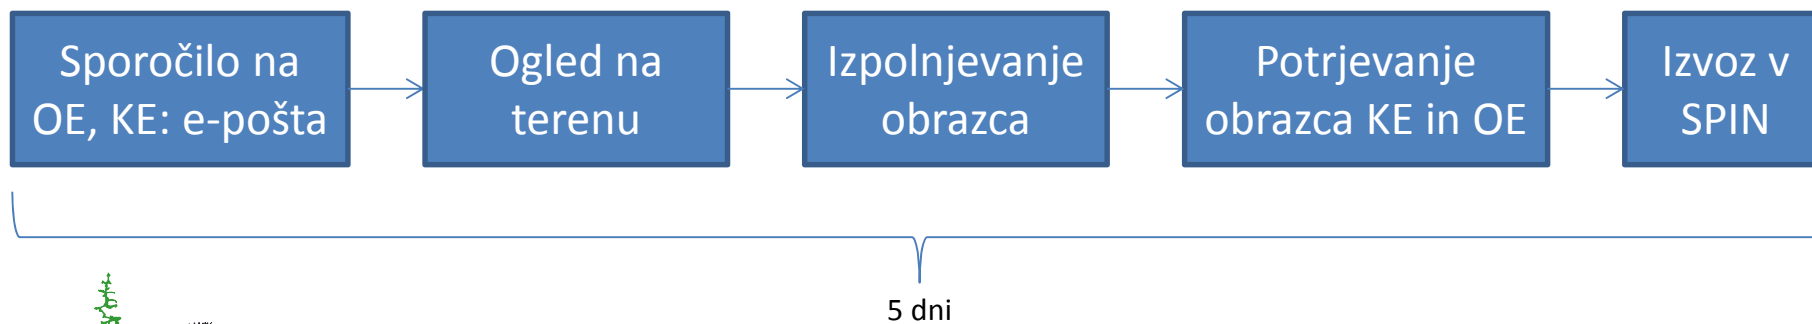 Sporočilo na
OE, KE: e-pošta
Ogled na
terenu
Izpolnjevanje
obrazca
Potrjevanje
obrazca KE in OE
Izvoz v
SPIN
5 dni